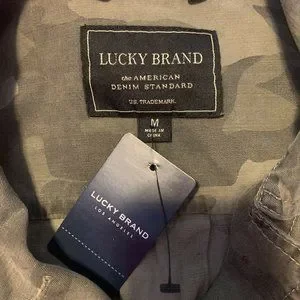 LUCKY BRAND
the AMERICAN
DENIM STANDARD
U.S. TRADEMARK.
M
MADE IN
CHINA
LUCKY BRAND
LOS ANGELES